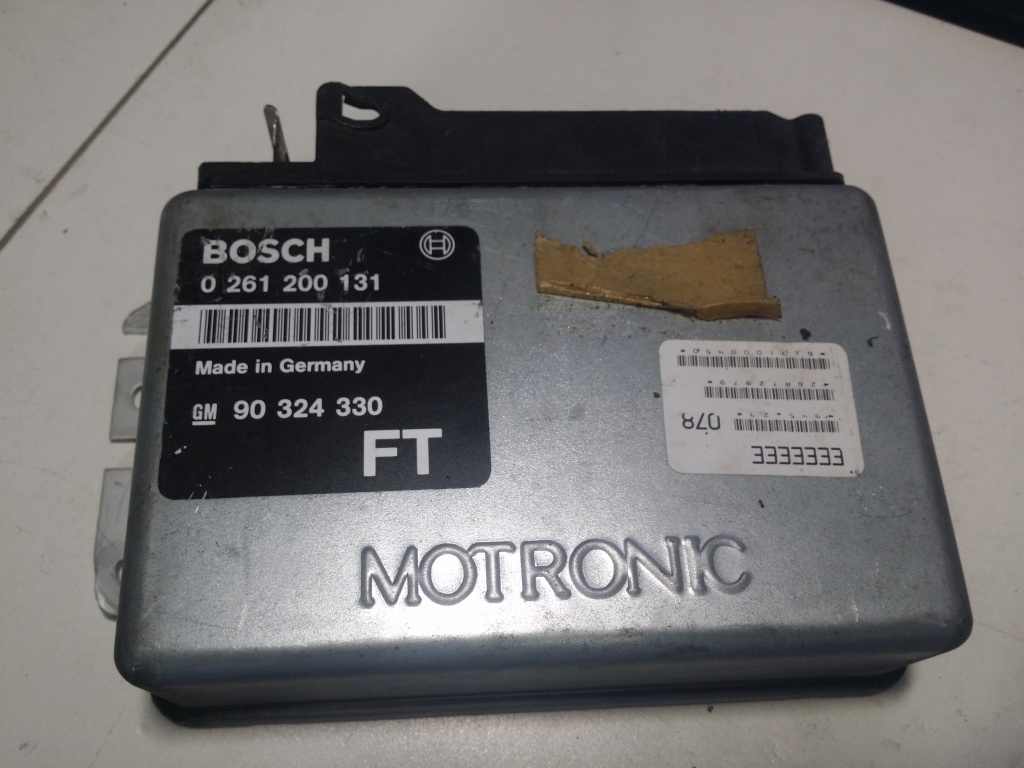 BOSCH
0 261 200 131
Made in Germany
GM 90 324 330
FT
078
EEEEEEE
MOTRONIC